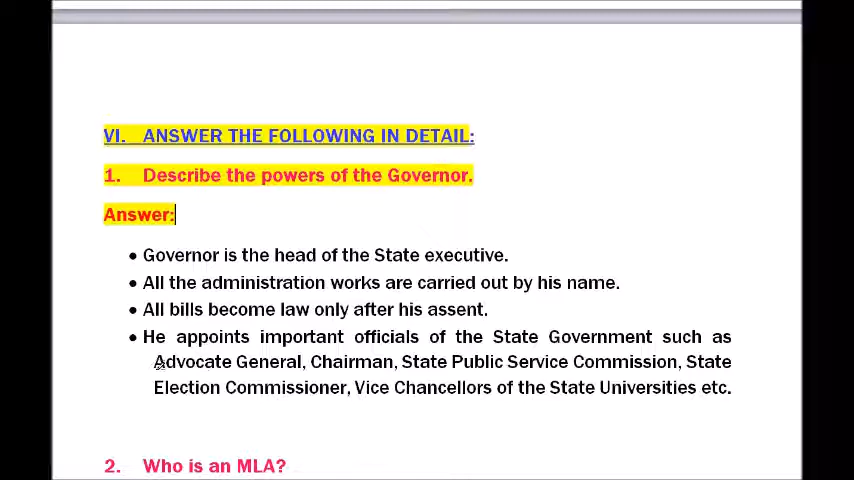 VI. ANSWER THE FOLLOWING IN DETAIL:
1. Describe the powers of the Governor.
Answer:
• Governor is the head of the State executive.
• All the administration works are carried out by his name.
• All bills become law only after his assent.
• He appoints important officials of the State Government such as
Advocate General, Chairman, State Public Service Commission, State
Election Commissioner, Vice Chancellors of the State Universities etc.
2. Who is an MLA?